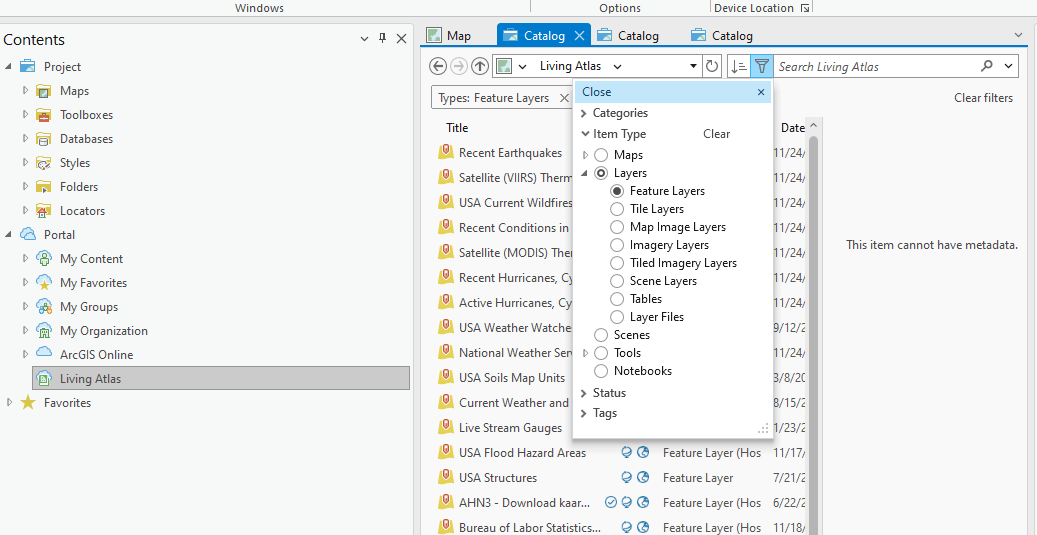 Windows
Options
Device Location
Contents
Project
Maps
Toolboxes
Databases
Styles
Folders
Locators
Portal
My Content
My Favorites
My Groups
My Organization
ArcGIS Online
Living Atlas
Favorites
Map
Catalog
Catalog
Catalog
Living Atlas
Search Living Atlas
Types: Feature Layers
Clear filters
Title
Date
Recent Earthquakes
11/24/
Satellite (VIIRS) Therm
11/24/
USA Current Wildfires
11/24/
Recent Conditions in
11/24/
Satellite (MODIS) Ther
11/24/
Recent Hurricanes, Cy
11/24/
Active Hurricanes, Cy
11/24/
USA Weather Watche
9/12/2
National Weather Serv
11/24/
USA Soils Map Units
3/8/20
Current Weather and
8/15/2
Live Stream Gauges
1/23/2
USA Flood Hazard Areas
Feature Layer (Hos
11/17/
USA Structures
Feature Layer
7/21/2
AHN3 - Download kaar...
Feature Layer (Hos
6/22/2
Bureau of Labor Statistics...
Feature Layer (Hos
11/18/
Close
Categories
Item Type
Clear
Maps
Layers
Feature Layers
Tile Layers
Map Image Layers
Imagery Layers
Tiled Imagery Layers
Scene Layers
Tables
Layer Files
Scenes
Tools
Notebooks
Status
Tags
This item cannot have metadata.